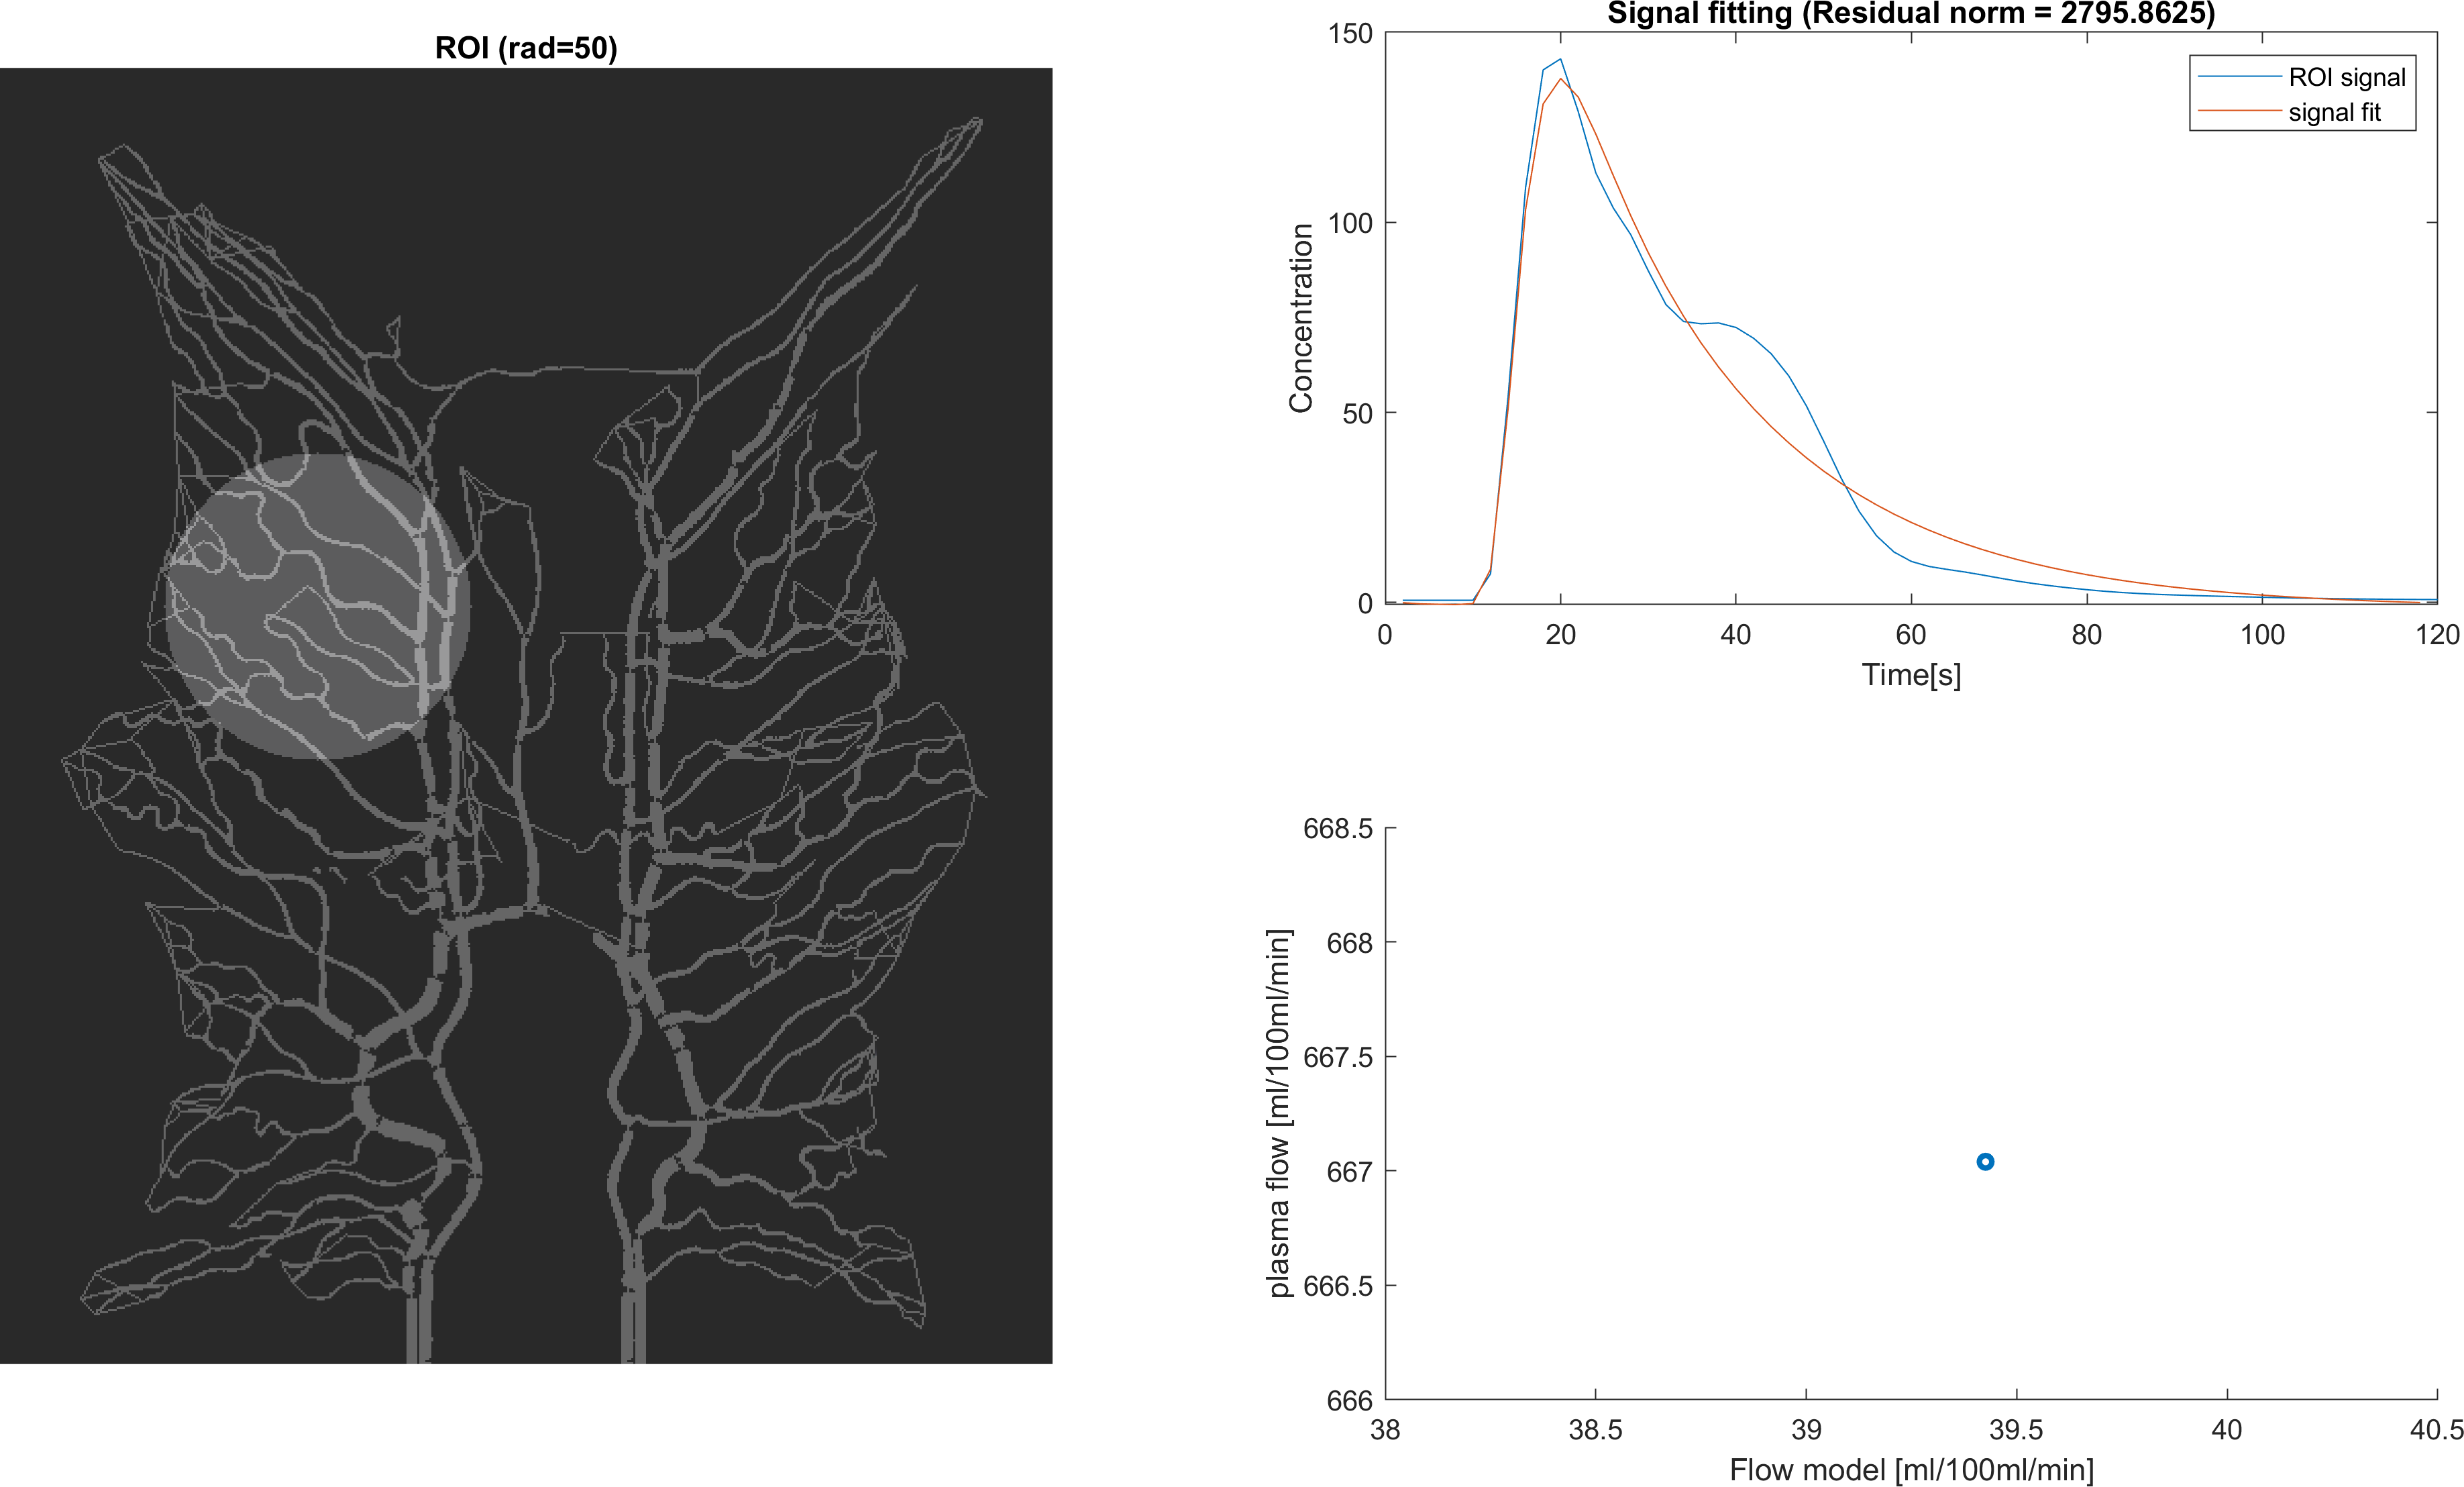 ROI (rad=50)
Signal fitting (Residual norm = 2795.8625)
150
100
50
0
Concentration
ROI signal
signal fit
0 20 40 60 80 100 120
Time[s]
668.5
668
667.5
667
666.5
666
plasma flow [ml/100ml/min]
38 38.5 39 39.5 40 40.5
Flow model [ml/100ml/min]